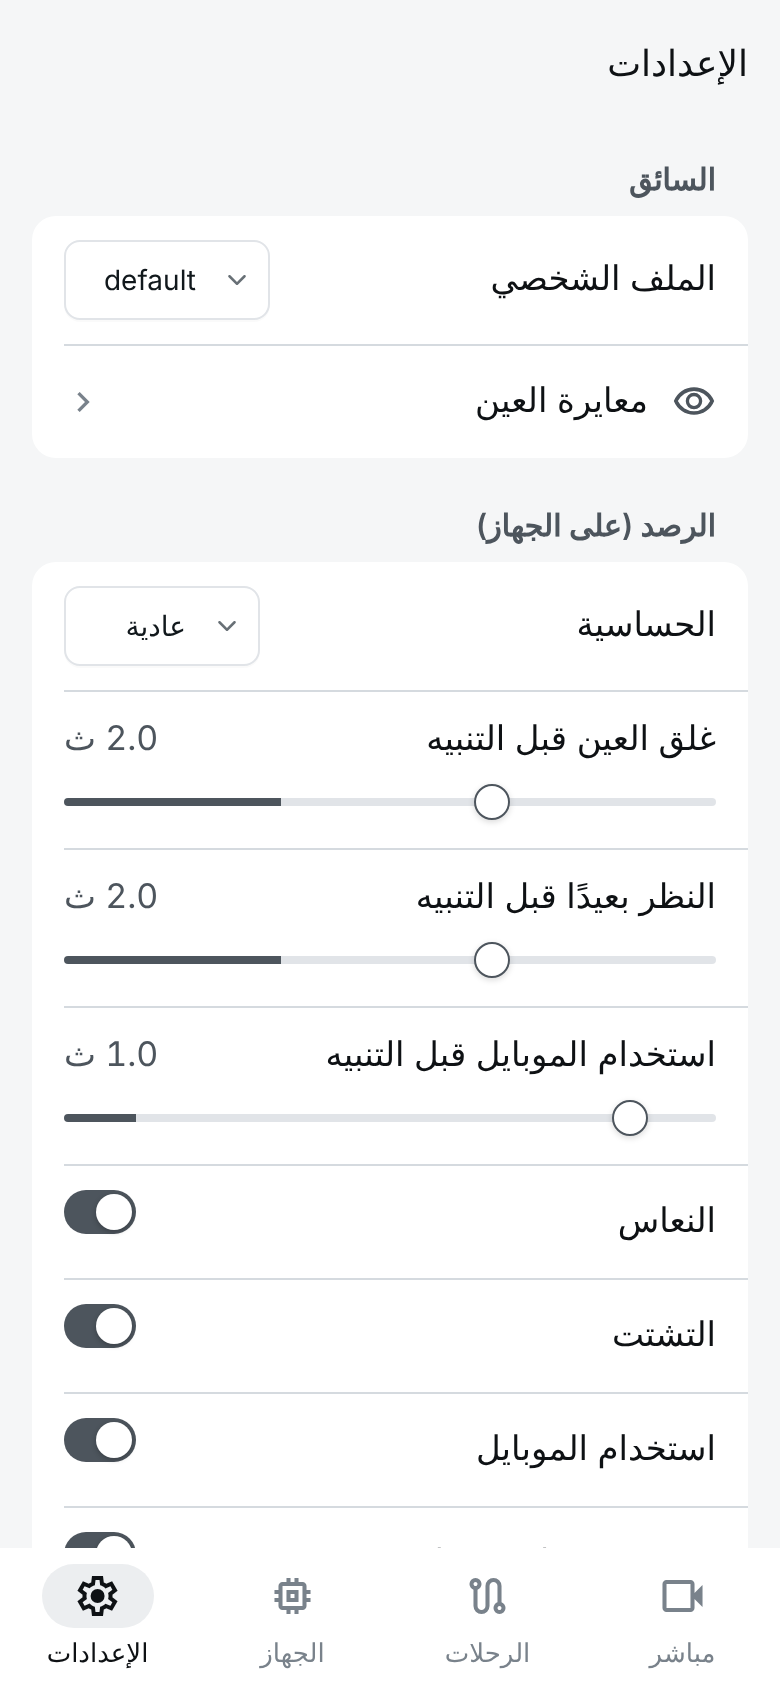 الإعدادات
السائق
الملف الشخصي
default
معايرة العين
الرصد (على الجهاز)
الحساسية
عادية
غلق العين قبل التنبيه
2.0 ث
النظر بعيدًا قبل التنبيه
2.0 ث
استخدام الموبايل قبل التنبيه
1.0 ث
النعاس
التشتت
استخدام الموبايل
مباشر
الرحلات
الجهاز
الإعدادات